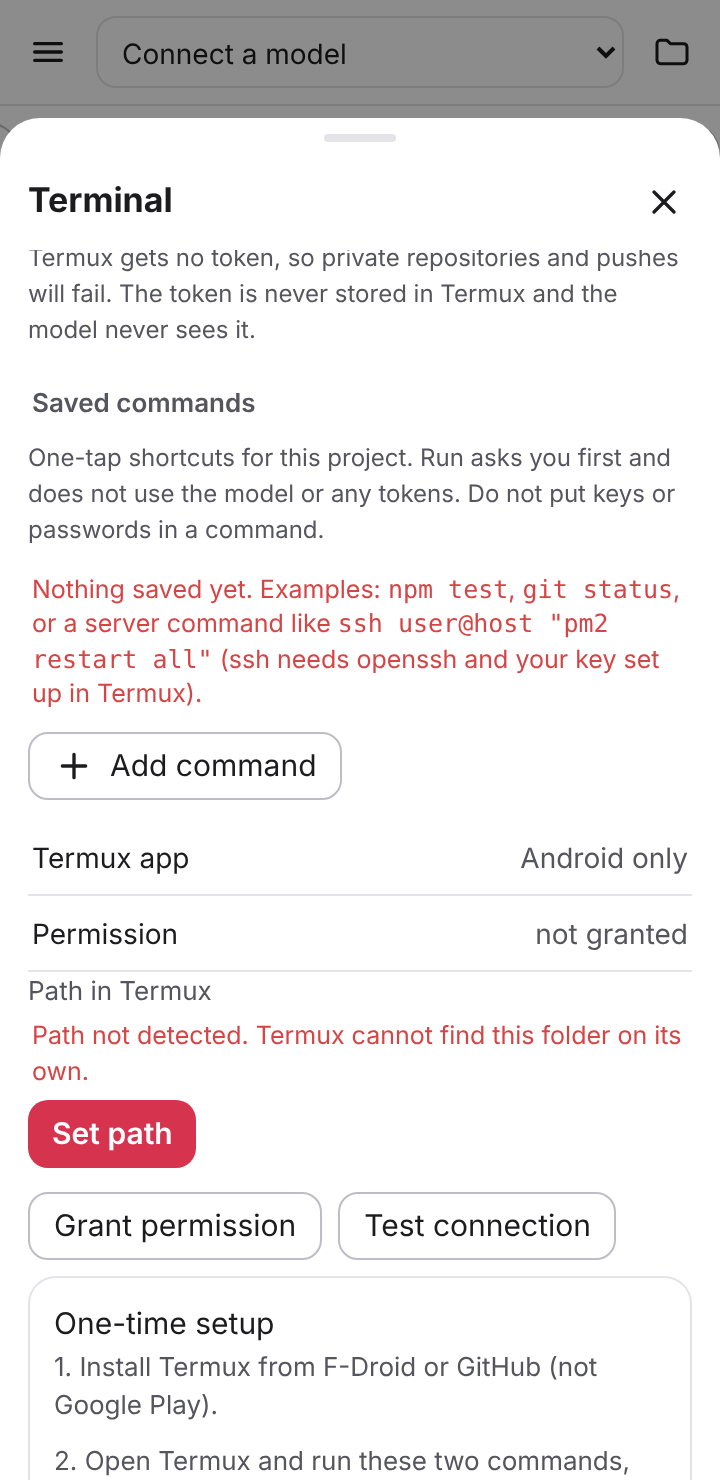 Connect a model
Terminal
Termux gets no token, so private repositories and pushes
will fail. The token is never stored in Termux and the
model never sees it.
Saved commands
One-tap shortcuts for this project. Run asks you first and
does not use the model or any tokens. Do not put keys or
passwords in a command.
Nothing saved yet. Examples: npm test, git status,
or a server command like ssh user@host "pm2
restart all" (ssh needs openssh and your key set
up in Termux).
Add command
Termux app Android only
Permission not granted
Path in Termux
Path not detected. Termux cannot find this folder on its
own.
Set path
Grant permission Test connection
One-time setup
1. Install Termux from F-Droid or GitHub (not
Google Play).
2. Open Termux and run these two commands,